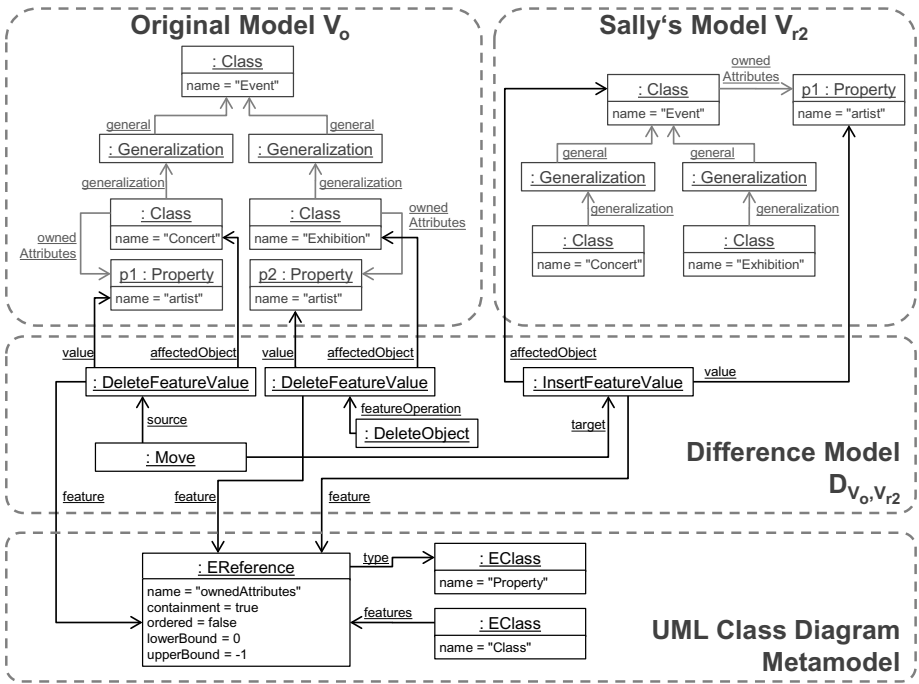 Original Model Vo
: Class
name = "Event"
general
general
: Generalization
: Generalization
generalization
generalization
: Class
name = "Concert"
: Class
name = "Exhibition"
owned
Attributes
owned
Attributes
p1 : Property
name = "artist"
p2 : Property
name = "artist"
Sally's Model Vr2
owned
Attributes
: Class
name = "Event"
p1 : Property
name = "artist"
general
general
: Generalization
: Generalization
generalization
generalization
: Class
name = "Concert"
: Class
name = "Exhibition"
value
affectedObject
value
affectedObject
affectedObject
value
: DeleteFeatureValue
: DeleteFeatureValue
: InsertFeatureValue
source
featureOperation
target
: DeleteObject
: Move
Difference Model
DVo,Vr2
feature
feature
feature
: EReference
name = "ownedAttributes"
containment = true
ordered = false
lowerBound = 0
upperBound = -1
type
: EClass
name = "Property"
features
: EClass
name = "Class"
UML Class Diagram
Metamodel